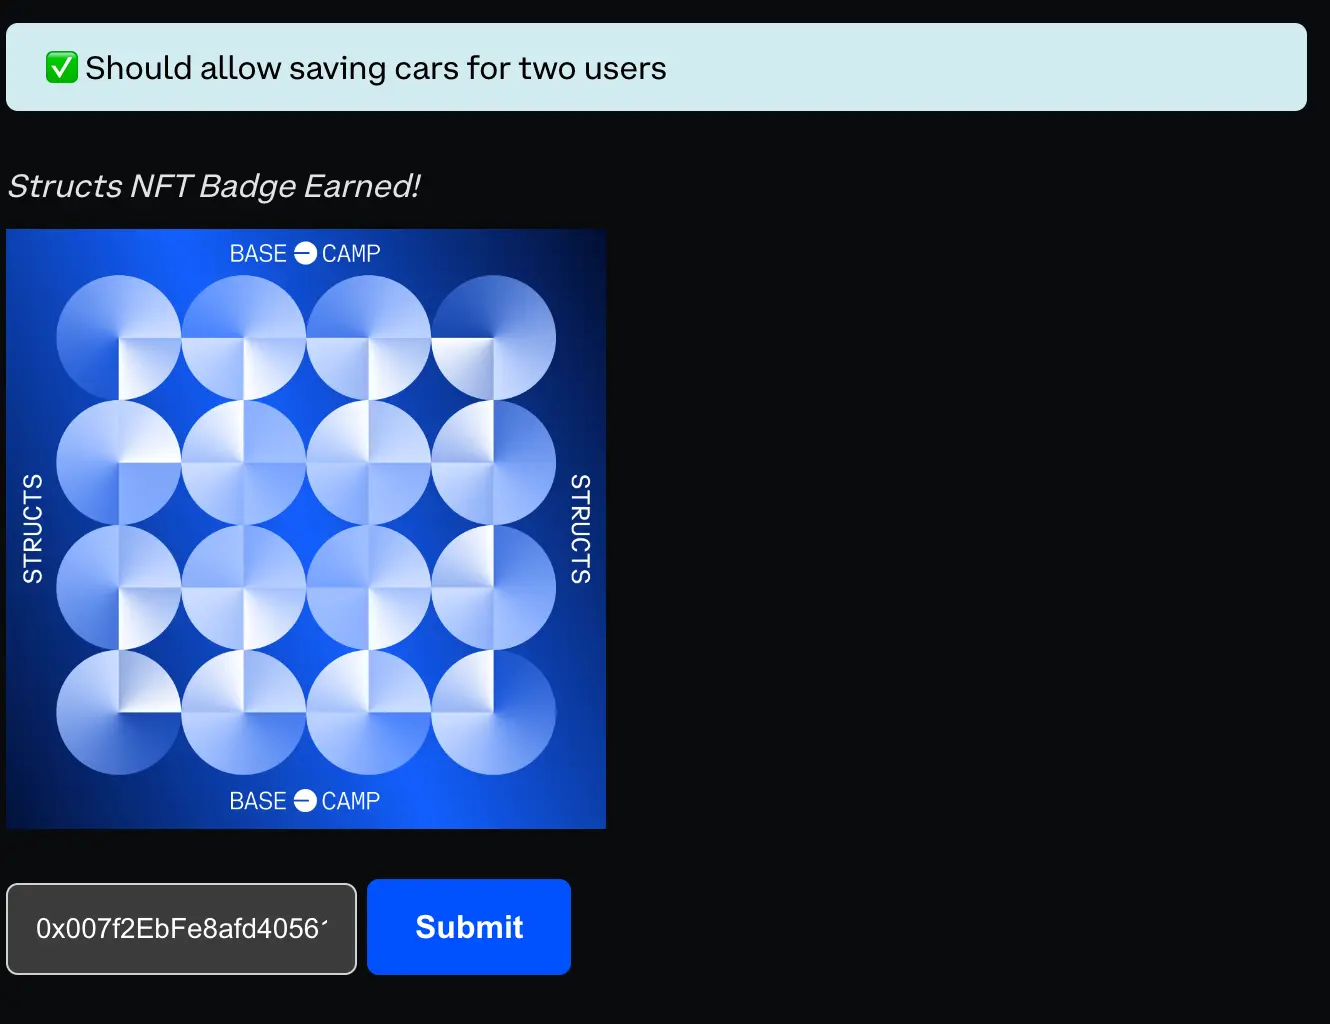 ✅ Should allow saving cars for two users
Structs NFT Badge Earned!
BASE CAMP
STRUCTS
STRUCTS
BASE CAMP
0x007f2EbFe8afd4056
Submit